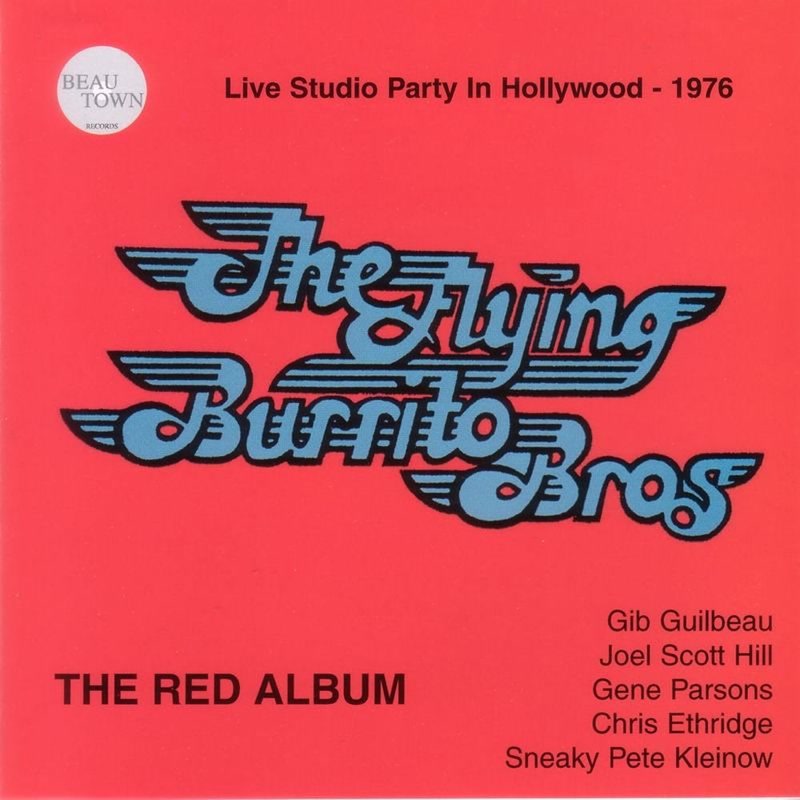 BEAU
TOWN
RECORDS
Live Studio Party In Hollywood - 1976
The Flying
Burrito
Bros
THE RED ALBUM
Gib Guilbeau
Joel Scott Hill
Gene Parsons
Chris Ethridge
Sneaky Pete Kleinow